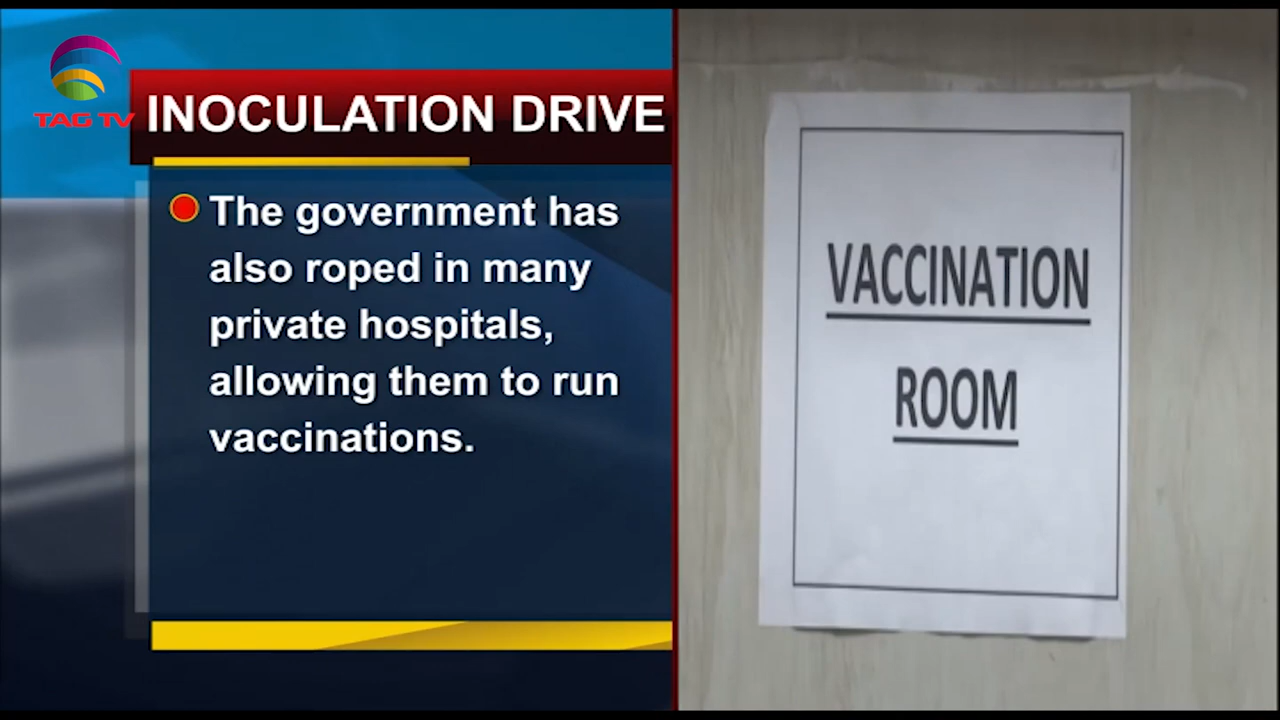 TAG TV
INOCULATION DRIVE
The government has
also roped in many
private hospitals,
allowing them to run
vaccinations.
VACCINATION
ROOM